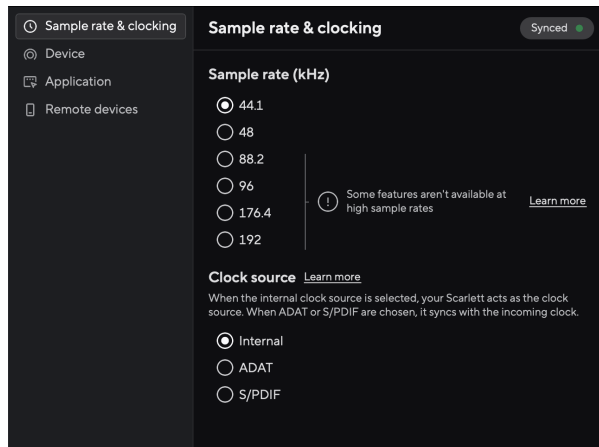 Sample rate & clocking
Device
Application
Remote devices
Sample rate & clocking
Synced
Sample rate (kHz)
44.1
48
88.2
96
176.4
192
Some features aren't available at
high sample rates
Learn more
Clock source Learn more
When the internal clock source is selected, your Scarlett acts as the clock
source. When ADAT or S/PDIF are chosen, it syncs with the incoming clock.
Internal
ADAT
S/PDIF